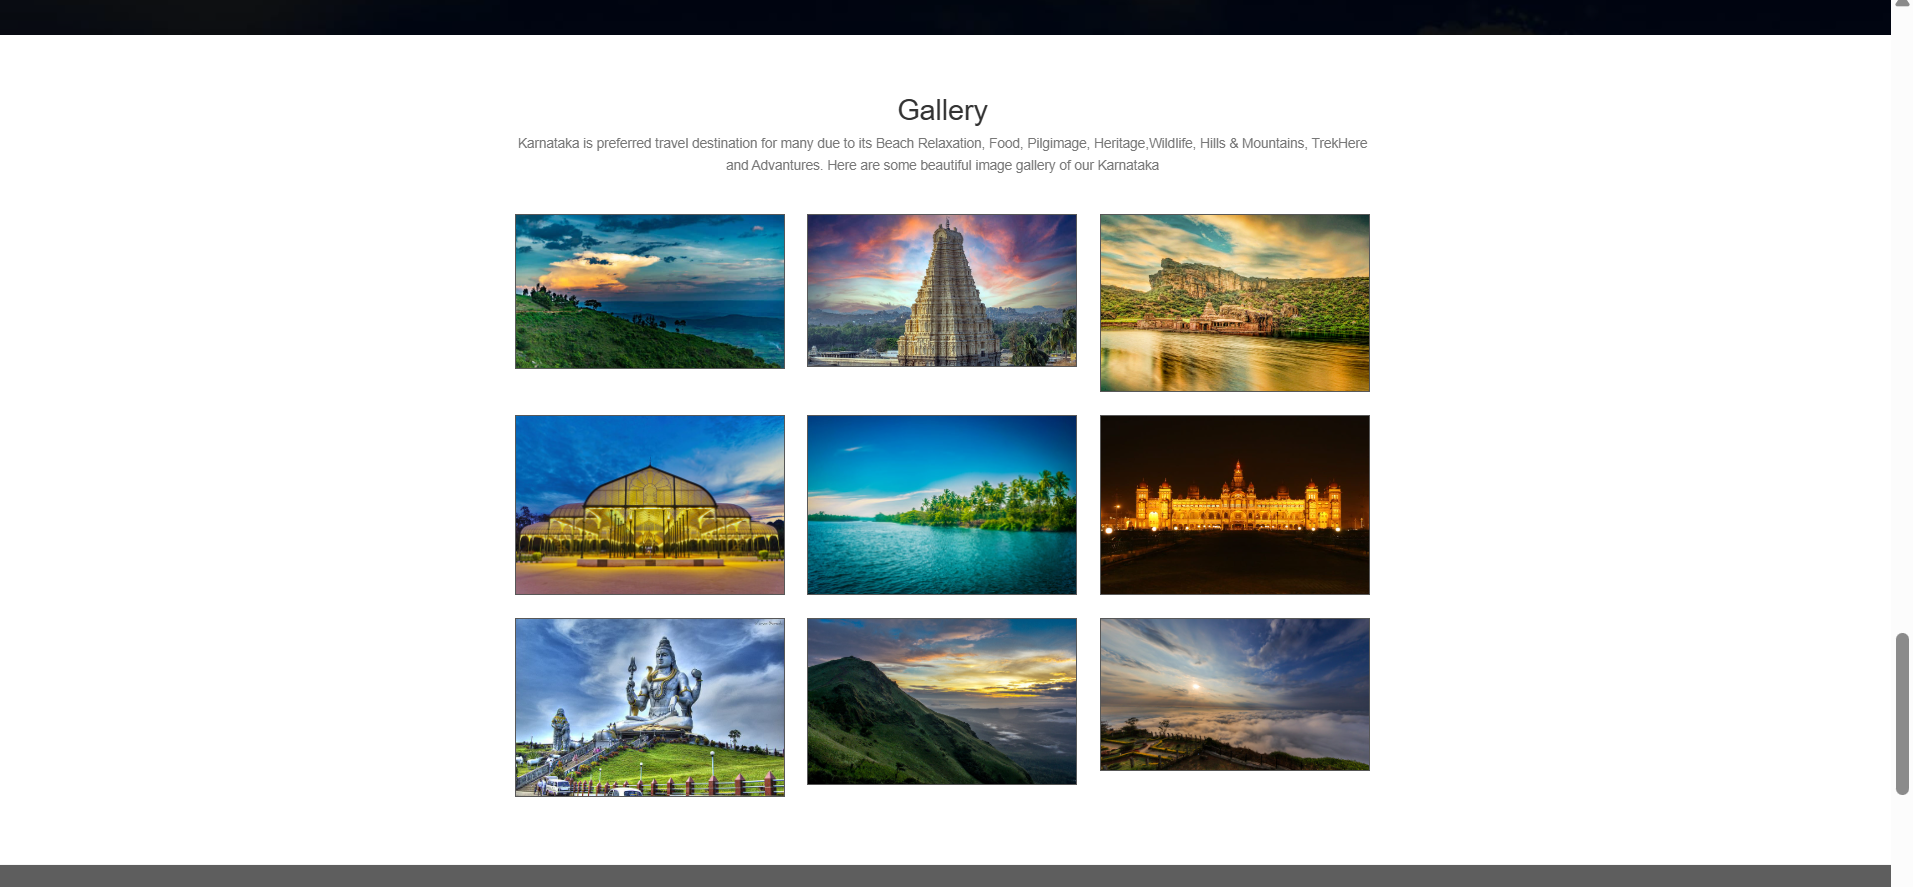 Gallery
Karnataka is preferred travel destination for many due to its Beach Relaxation, Food, Pilgimage, Heritage,Wildlife, Hills & Mountains, TrekHere
and Advantures. Here are some beautiful image gallery of our Karnataka